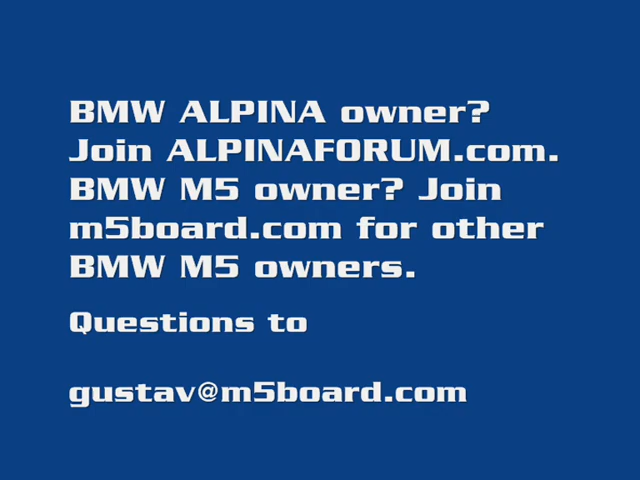 BMW ALPINA owner?
Join ALPINAFORUM.com.
BMW M5 owner? Join
m5board.com for other
BMW M5 owners.
Questions to
gustav@m5board.com